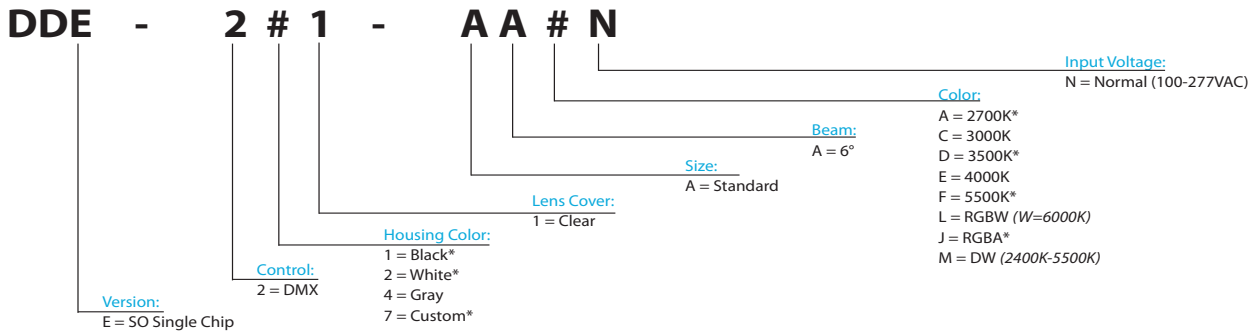 DDE - 2 # 1 - A A # N
Input Voltage:
N = Normal (100-277VAC)
Color:
A = 2700K*
C = 3000K
D = 3500K*
E = 4000K
F = 5500K*
L = RGBW (W=6000K)
J = RGBA*
M = DW (2400K-5500K)
Beam:
A = 6°
Size:
A = Standard
Lens Cover:
1 = Clear
Housing Color:
1 = Black*
2 = White*
4 = Gray
7 = Custom*
Control:
2 = DMX
Version:
E = SO Single Chip